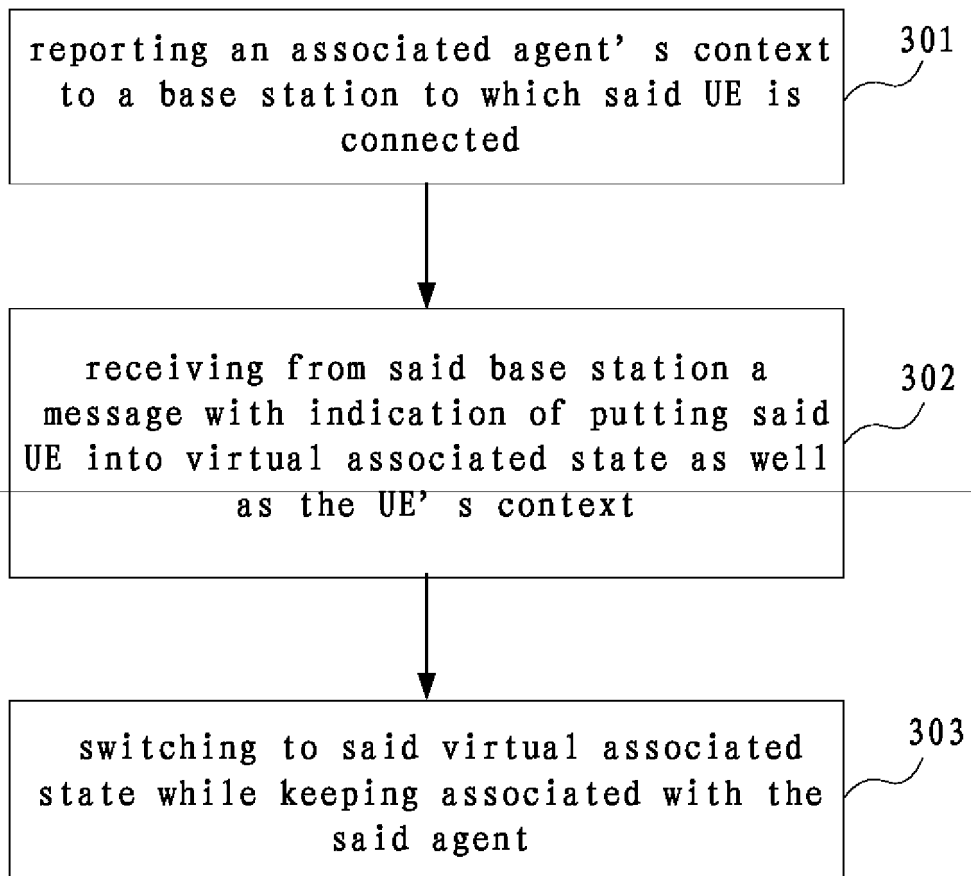 reporting an associated agent's context
to a base station to which said UE is
connected
301
receiving from said base station a
message with indication of putting said
UE into virtual associated state as well
as the UE's context
302
switching to said virtual associated
state while keeping associated with the
said agent
303